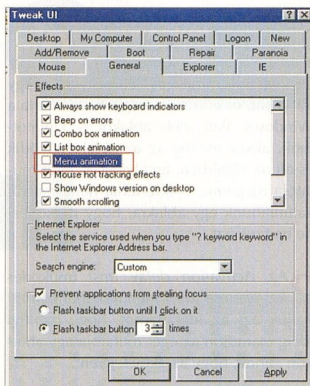 Tweak UI
Desktop My Computer Control Panel Logon New
Add/Remove Boot Repair Paranoia
Mouse General Explorer IE
Effects
Always show keyboard indicators
Beep on errors
Combo box animation
List box animation
Menu animation
Mouse hot tracking effects
Show Windows version on desktop
Smooth scrolling
Internet Explorer
Select the service used when you type "? keyword keyword" in
the Internet Explorer Address bar.
Search engine: Custom
Prevent applications from stealing focus
Flash taskbar button until I click on it
Flash taskbar button 3 times
OK Cancel Apply